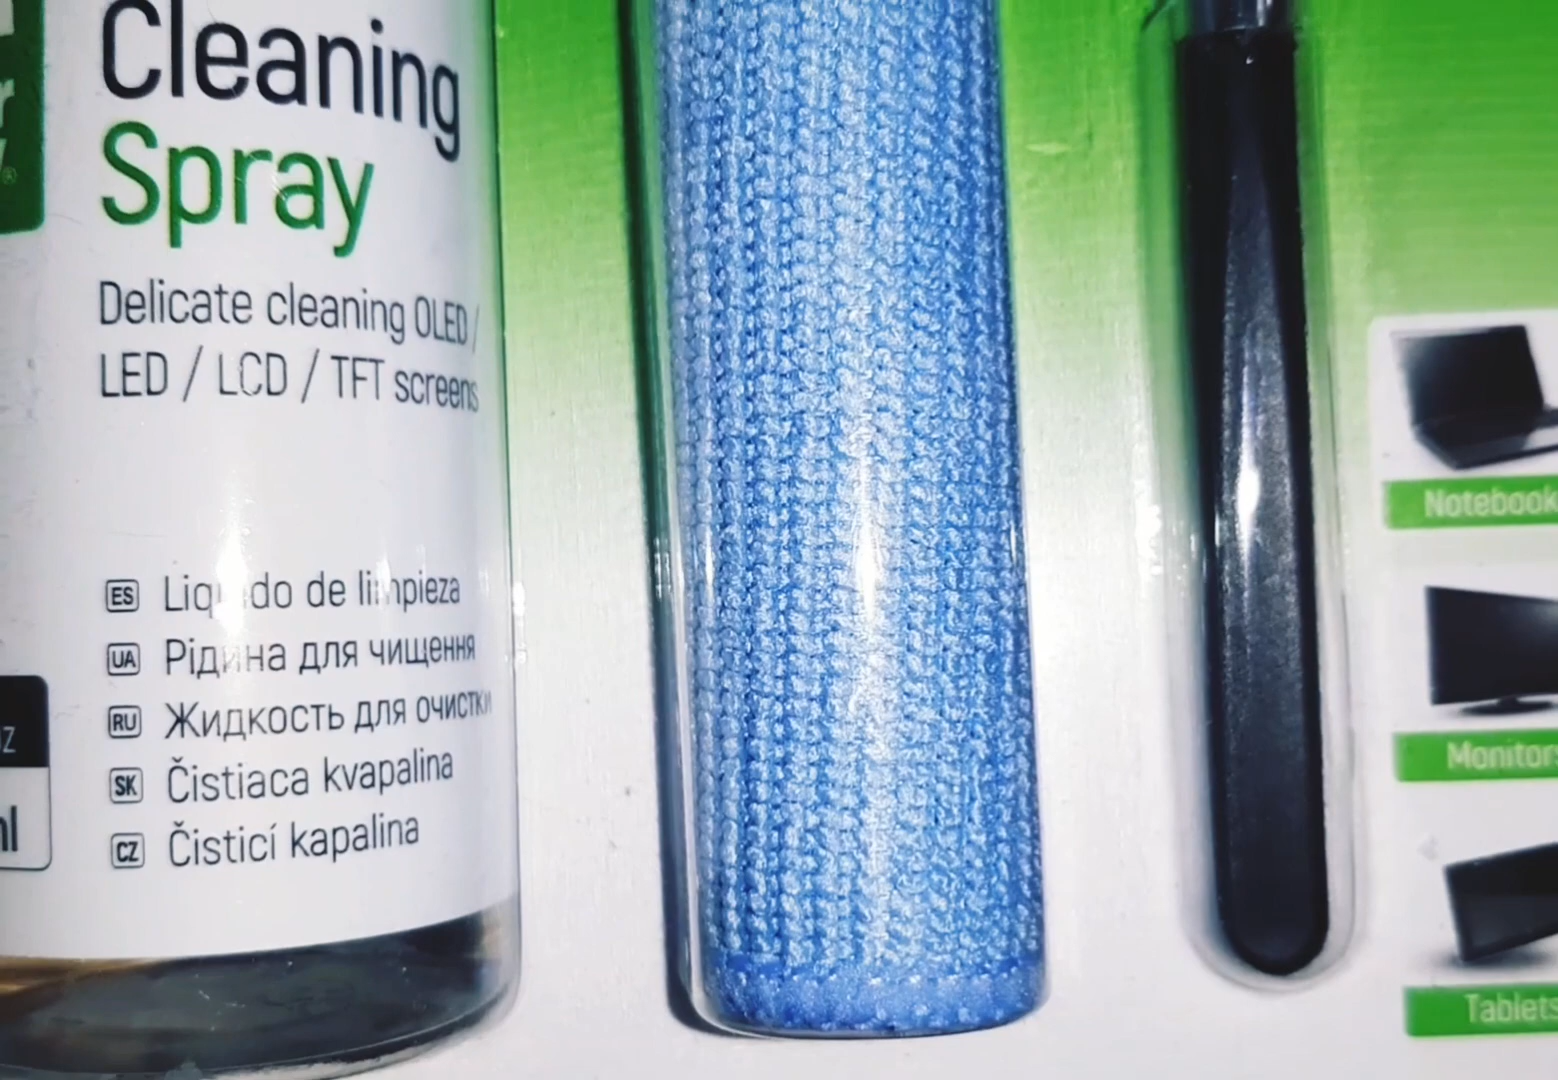 Cleaning
Spray
Delicate cleaning OLED /
LED / LCD / TFT screens
ES Liquido de limpieza
UA Рідина для чищення
RU Жидкость для очистки
SK Čistiaca kvapalina
CZ Čisticí kapalina
Notebook
Monitors
Tablets